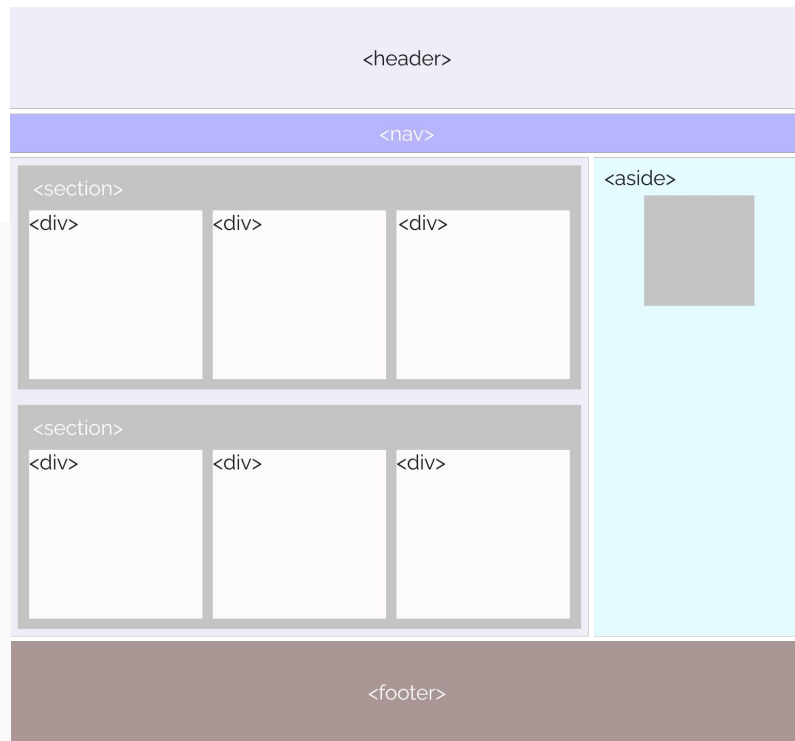 <header>
<nav>
<section>
<div> <div> <div>
<aside>
<section>
<div> <div> <div>
<footer>